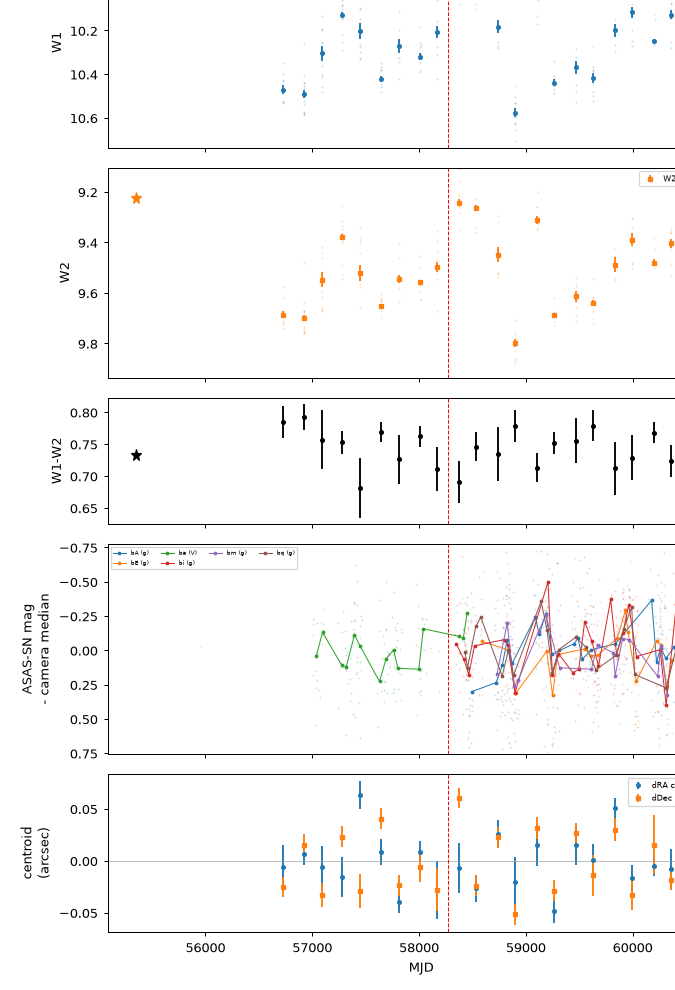 10.2
10.4
10.6
W1
9.2
9.4
9.6
9.8
W2
W2
0.80
0.75
0.70
0.65
W1-W2
−0.75
−0.50
−0.25
0.00
0.25
0.50
0.75
ASAS-SN mag
- camera median
bA (g)
ba (V)
bm (g)
bq (g)
bE (g)
bi (g)
0.05
0.00
−0.05
centroid
(arcsec)
dRA c
dDec
56000
57000
58000
59000
60000
MJD